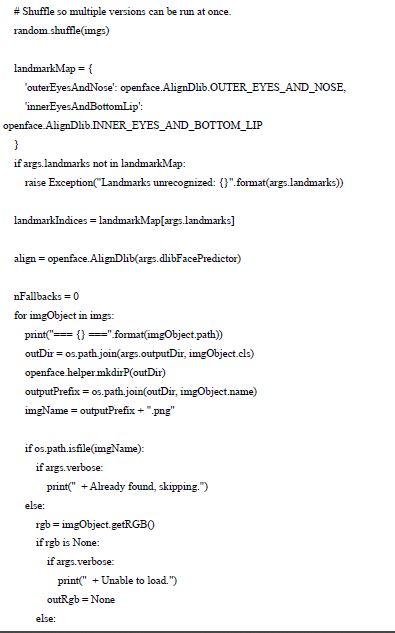 # Shuffle so multiple versions can be run at once.
random.shuffle(imgs)
landmarkMap = {
'outerEyesAndNose': openface.AlignDlib.OUTER_EYES_AND_NOSE,
'innerEyesAndBottomLip':
openface.AlignDlib.INNER_EYES_AND_BOTTOM_LIP
}
if args.landmarks not in landmarkMap:
raise Exception("Landmarks unrecognized: {}".format(args.landmarks))
landmarkIndices = landmarkMap[args.landmarks]
align = openface.AlignDlib(args.dlibFacePredictor)
nFallbacks = 0
for imgObject in imgs:
print("=== {} ===".format(imgObject.path))
outDir = os.path.join(args.outputDir, imgObject.cls)
openface.helper.mkdirP(outDir)
outputPrefix = os.path.join(outDir, imgObject.name)
imgName = outputPrefix + ".png"
if os.path.isfile(imgName):
if args.verbose:
print("  + Already found, skipping.")
else:
rgb = imgObject.getRGB()
if rgb is None:
if args.verbose:
print("  + Unable to load.")
outRgb = None
else: